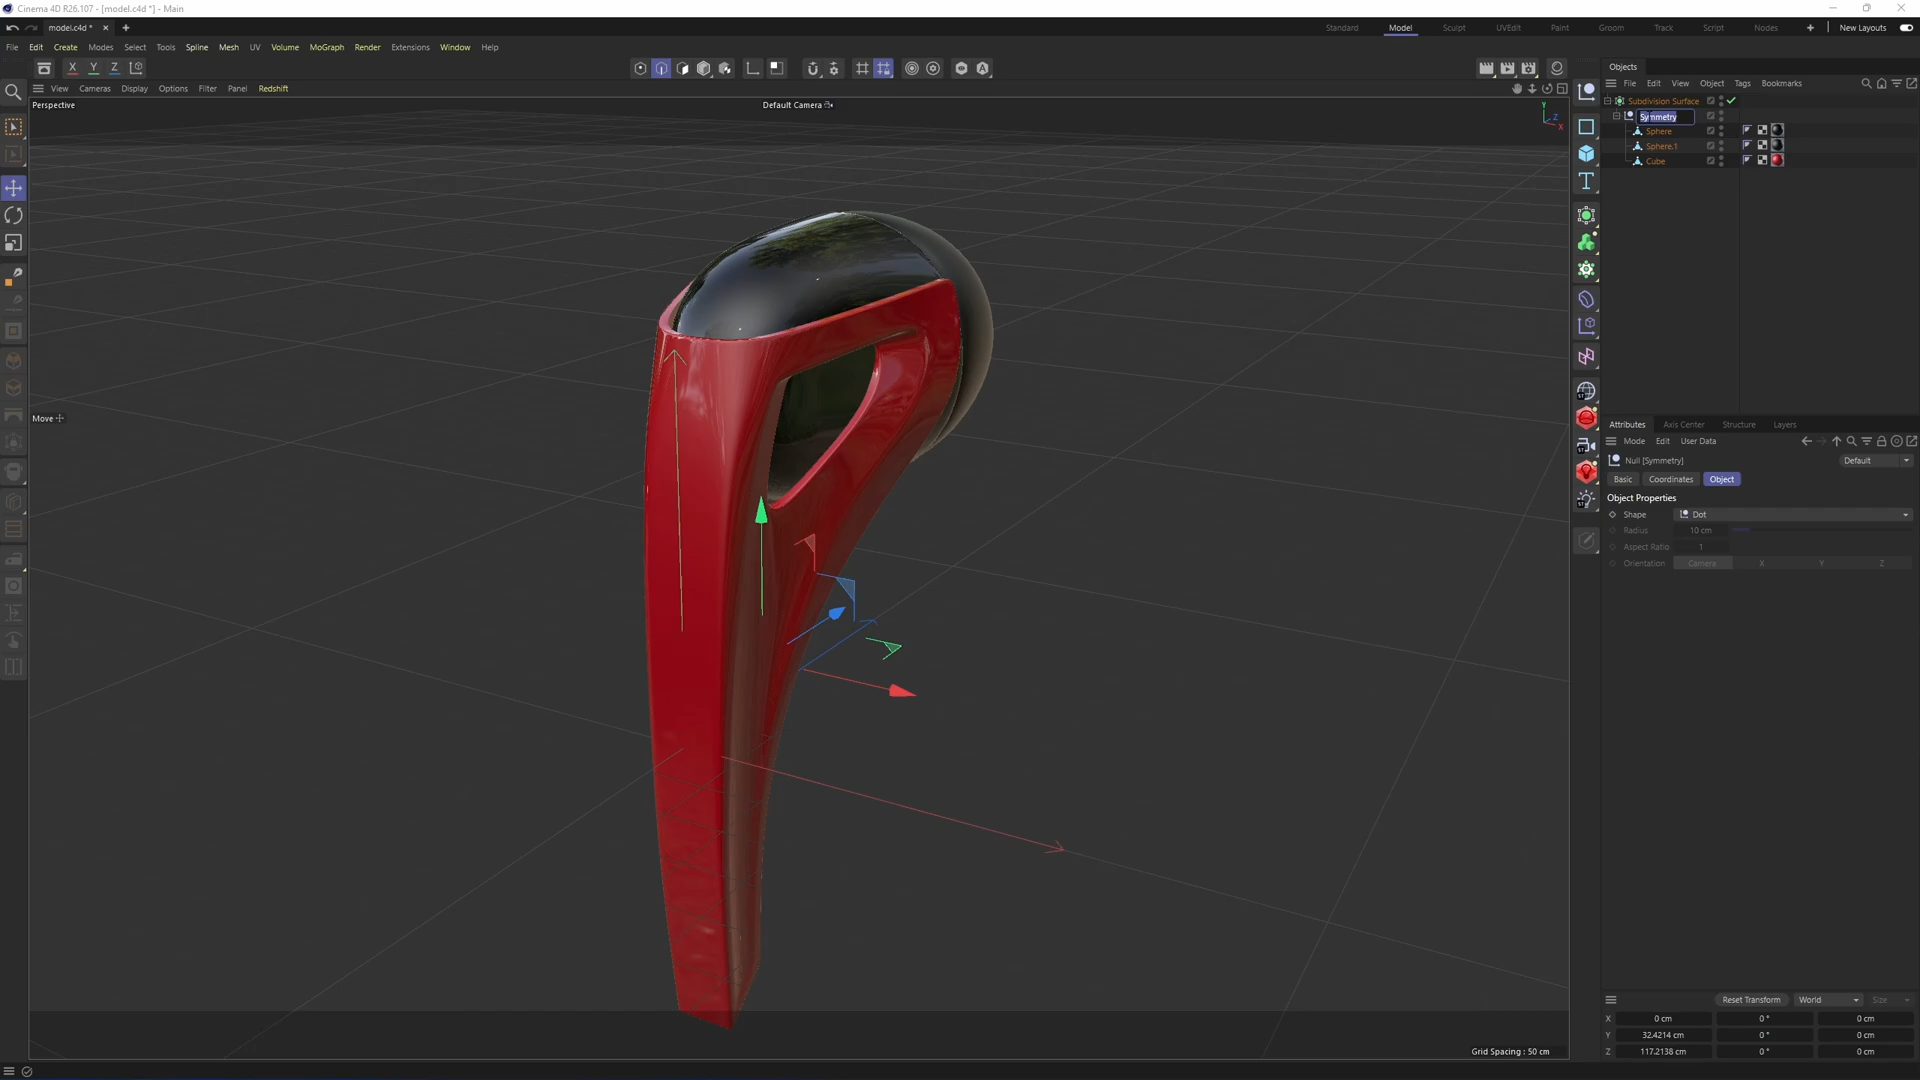 Cinema 4D R26.107 - [model.c4d *] - Main
model.c4d *
Standard Model Sculpt UVEdit Paint Groom Track Script Nodes New Layouts
File Edit Create Modes Select Tools Spline Mesh UV Volume MoGraph Render Extensions Window Help
X Y Z
Objects
View Cameras Display Options Filter Panel Redshift
File Edit View Object Tags Bookmarks
Perspective
Default Camera
Y
Z
X
Subdivision Surface
Symmetry
Sphere
Sphere.1
Cube
Move
Attributes Axis Center Structure Layers
Mode Edit User Data
Null [Symmetry]
Default
Basic Coordinates Object
Object Properties
Shape Dot
Radius 10 cm
Aspect Ratio 1
Orientation Camera X Y Z
Reset Transform World Size
X 0 cm 0 ° 0 cm
Y 32.4214 cm 0 ° 0 cm
Z 117.2138 cm 0 ° 0 cm
Grid Spacing : 50 cm